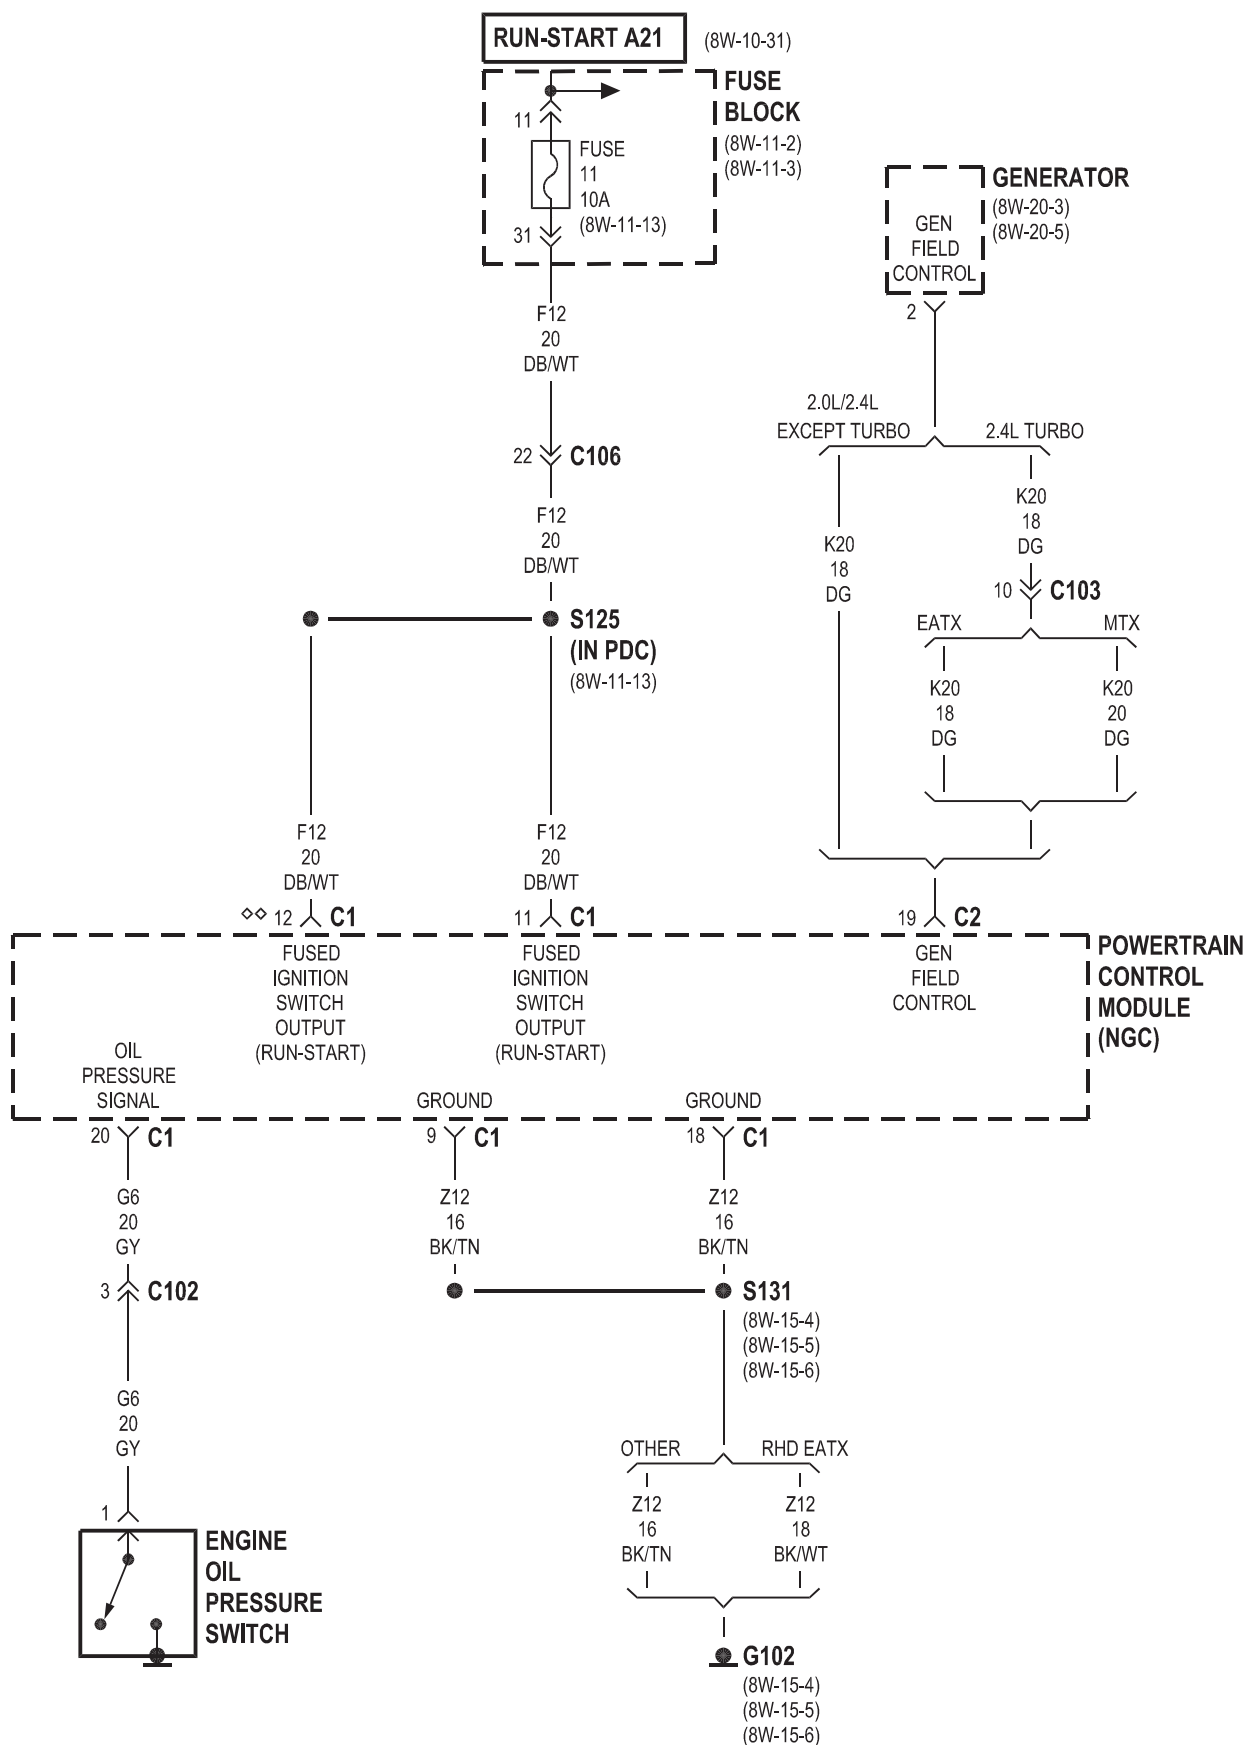 RUN-START A21
(8W-10-31)
FUSE
BLOCK
(8W-11-2)
(8W-11-3)
11
FUSE
11
10A
(8W-11-13)
31
F12
20
DB/WT
22
C106
F12
20
DB/WT
S125
(IN PDC)
(8W-11-13)
F12
20
DB/WT
12
C1
F12
20
DB/WT
11
C1
GENERATOR
(8W-20-3)
(8W-20-5)
GEN
FIELD
CONTROL
2
2.0L/2.4L
EXCEPT TURBO
2.4L TURBO
K20
18
DG
K20
18
DG
10
C103
EATX
MTX
K20
18
DG
K20
20
DG
19
C2
POWERTRAIN
CONTROL
MODULE
(NGC)
FUSED
IGNITION
SWITCH
OUTPUT
(RUN-START)
FUSED
IGNITION
SWITCH
OUTPUT
(RUN-START)
GEN
FIELD
CONTROL
OIL
PRESSURE
SIGNAL
GROUND
GROUND
20
C1
9
C1
18
C1
G6
20
GY
3
C102
G6
20
GY
1
ENGINE
OIL
PRESSURE
SWITCH
Z12
16
BK/TN
Z12
16
BK/TN
S131
(8W-15-4)
(8W-15-5)
(8W-15-6)
OTHER
RHD EATX
Z12
16
BK/TN
Z12
18
BK/WT
G102
(8W-15-4)
(8W-15-5)
(8W-15-6)